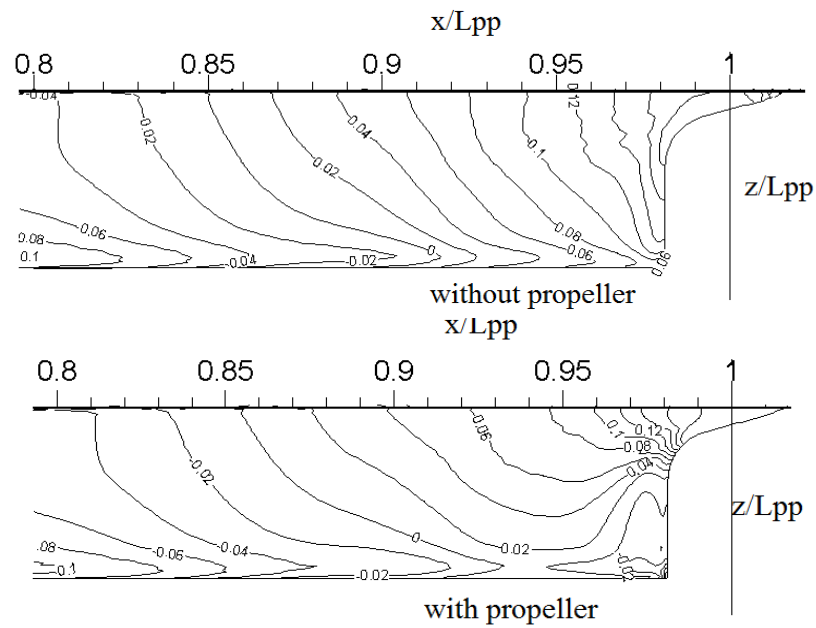 x/Lpp
0.8 0.85 0.9 0.95 1
-0.04 0.12
-0.02 0.04 0.1
0.02 z/Lpp
0.06 0.08
0.08 0 0.06 0.06
0.1 -0.04 -0.02
without propeller
x/Lpp
0.8 0.85 0.9 0.95 1
0.06 0.1 0.12
0.08
-0.02 0.04
z/Lpp
0
.08 -0.06 -0.04 0.02
-0.1 -0.02 -0.02
with propeller